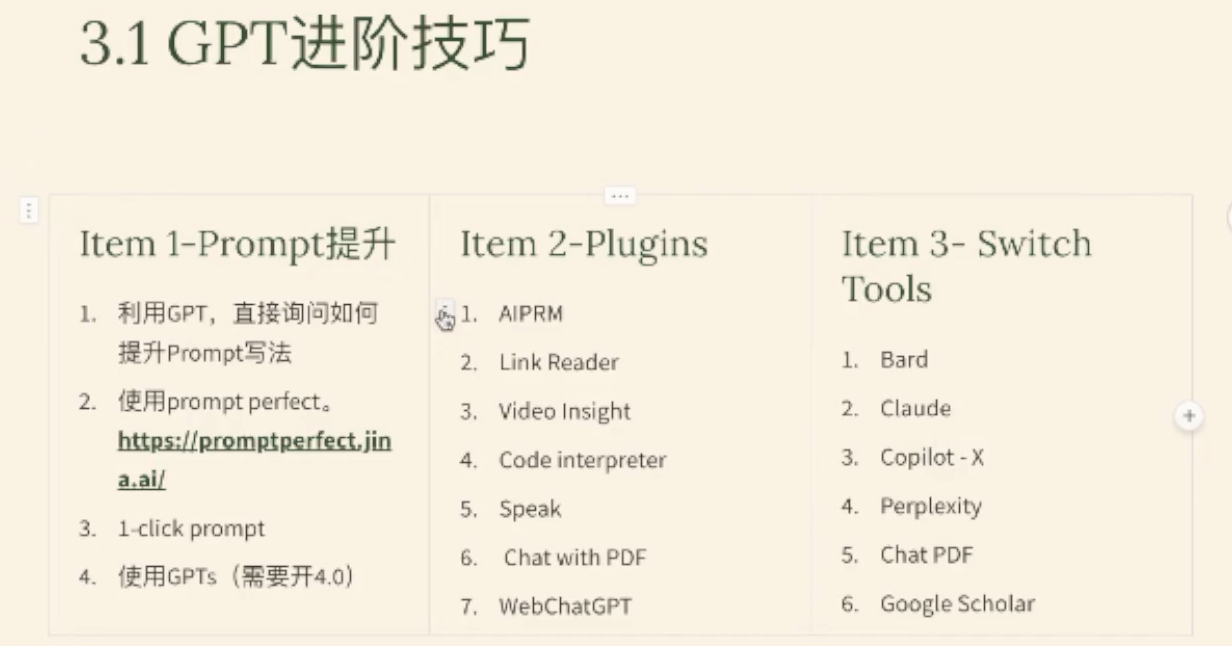 3.1 GPT进阶技巧
Item 1-Prompt提升
1. 利用GPT，直接询问如何
提升Prompt写法
2. 使用prompt perfect。
https://promptperfect.jin
a.ai/
3. 1-click prompt
4. 使用GPTs（需要开4.0）
Item 2-Plugins
1. AIPRM
2. Link Reader
3. Video Insight
4. Code interpreter
5. Speak
6. Chat with PDF
7. WebChatGPT
Item 3- Switch
Tools
1. Bard
2. Claude
3. Copilot - X
4. Perplexity
5. Chat PDF
6. Google Scholar